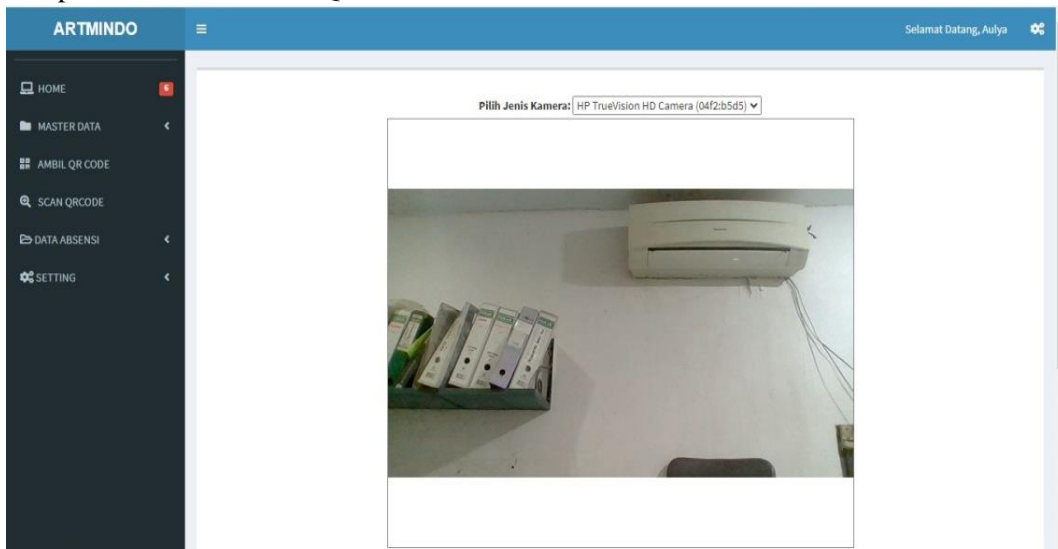 ARTMINDO
Selamat Datang, Aulya
HOME
6
MASTER DATA
AMBIL QR CODE
SCAN QRCODE
DATA ABSENSI
SETTING
Pilih Jenis Kamera: HP TrueVision HD Camera (04f2:b5d5)